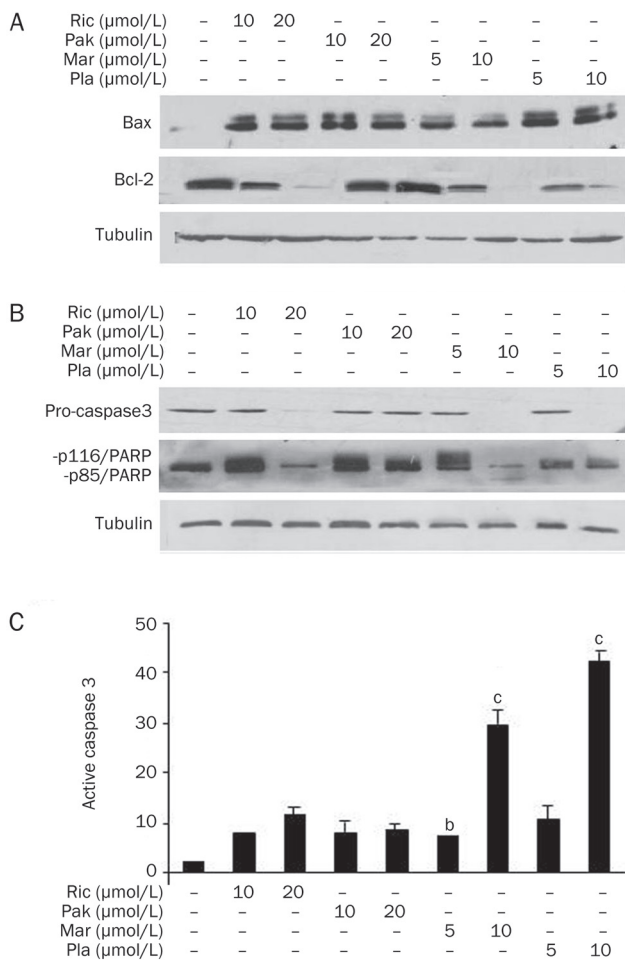 A
Ric (µmol/L) – 10 20 – – – – – –
Pak (µmol/L) – – – 10 20 – – – –
Mar (µmol/L) – – – – – 5 10 – –
Pla (µmol/L) – – – – – – – 5 10
Bax
Bcl-2
Tubulin
B
Ric (µmol/L) – 10 20 – – – – – –
Pak (µmol/L) – – – 10 20 – – – –
Mar (µmol/L) – – – – – 5 10 – –
Pla (µmol/L) – – – – – – – 5 10
Pro-caspase3
-p116/PARP
-p85/PARP
Tubulin
C
Active caspase 3
50
40
30
20
10
0
b
c
c
Ric (µmol/L) – 10 20 – – – – – –
Pak (µmol/L) – – – 10 20 – – – –
Mar (µmol/L) – – – – – 5 10 – –
Pla (µmol/L) – – – – – – – 5 10